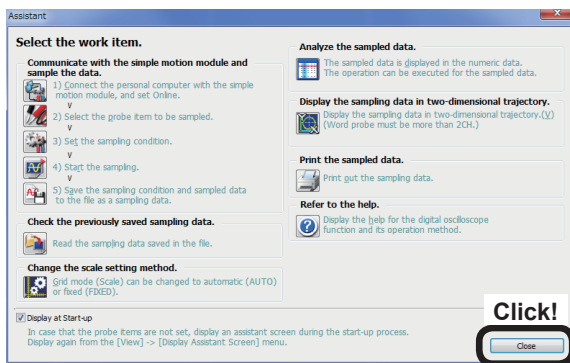 Assistant
Select the work item.
Communicate with the simple motion module and
sample the data.
1) Connect the personal computer with the simple
motion module, and set Online.
∨
2) Select the probe item to be sampled.
∨
3) Set the sampling condition.
∨
4) Start the sampling.
∨
5) Save the sampling condition and sampled data
to the file as a sampling data.
Check the previously saved sampling data.
Read the sampling data saved in the file.
Change the scale setting method.
Grid mode (Scale) can be changed to automatic (AUTO)
or fixed (FIXED).
Analyze the sampled data.
The sampled data is displayed in the numeric data.
The operation can be executed for the sampled data.
Display the sampling data in two-dimensional trajectory.
Display the sampling data in two-dimensional trajectory.(V)
(Word probe must be more than 2CH.)
Print the sampled data.
Print out the sampling data.
Refer to the help.
Display the help for the digital oscilloscope
function and its operation method.
Display at Start-up
In case that the probe items are not set, display an assistant screen during the start-up process.
Display again from the [View] -> [Display Assistant Screen] menu.
Click!
Close